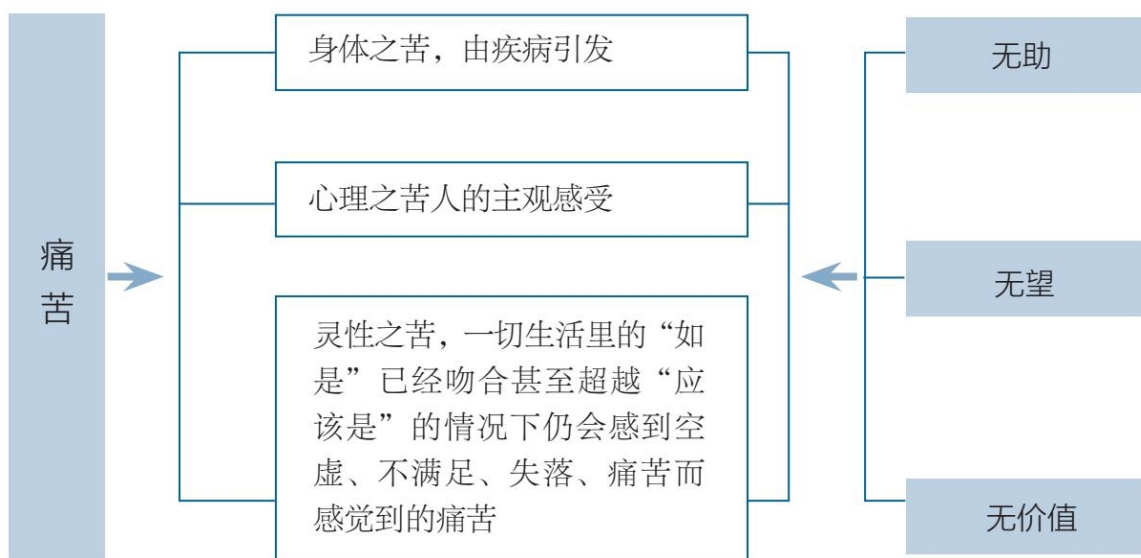 痛
苦
身体之苦，由疾病引发
心理之苦人的主观感受
灵性之苦，一切生活里的“如
是”已经吻合甚至超越“应
该是”的情况下仍会感到空
虚、不满足、失落、痛苦而
感觉到的痛苦
无助
无望
无价值